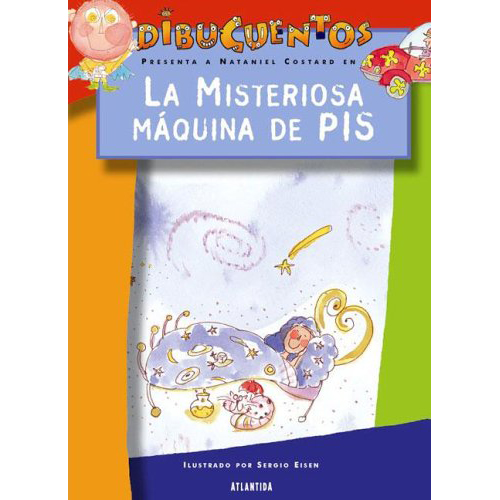 DIBUCUENTOS
PRESENTA A NATANIEL COSTARD EN
LA MISTERIOSA
MÁQUINA DE PIS
ILUSTRADO POR SERGIO EISEN
ATLANTIDA